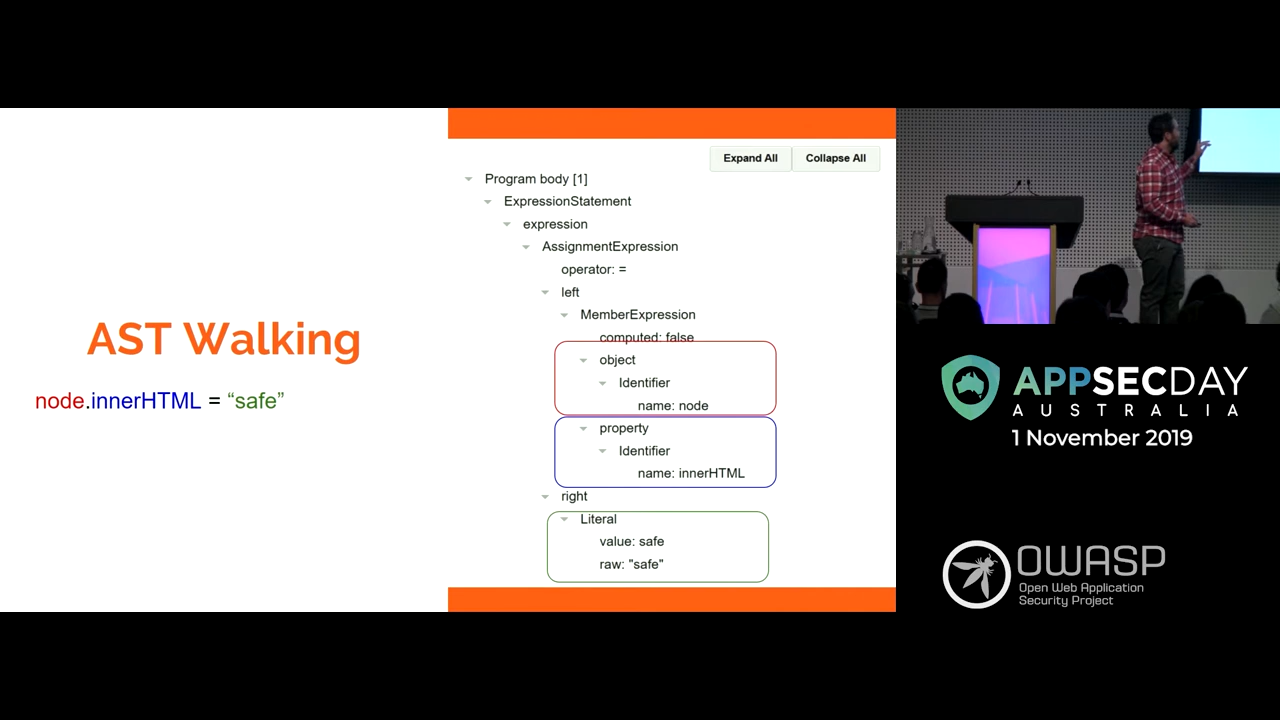 AST Walking
node.innerHTML = “safe”
Expand All
Collapse All
Program body [1]
ExpressionStatement
expression
AssignmentExpression
operator: =
left
MemberExpression
computed: false
object
Identifier
name: node
property
Identifier
name: innerHTML
right
Literal
value: safe
raw: "safe"
APPSECDAY
AUSTRALIA
1 November 2019
OWASP
Open Web Application
Security Project